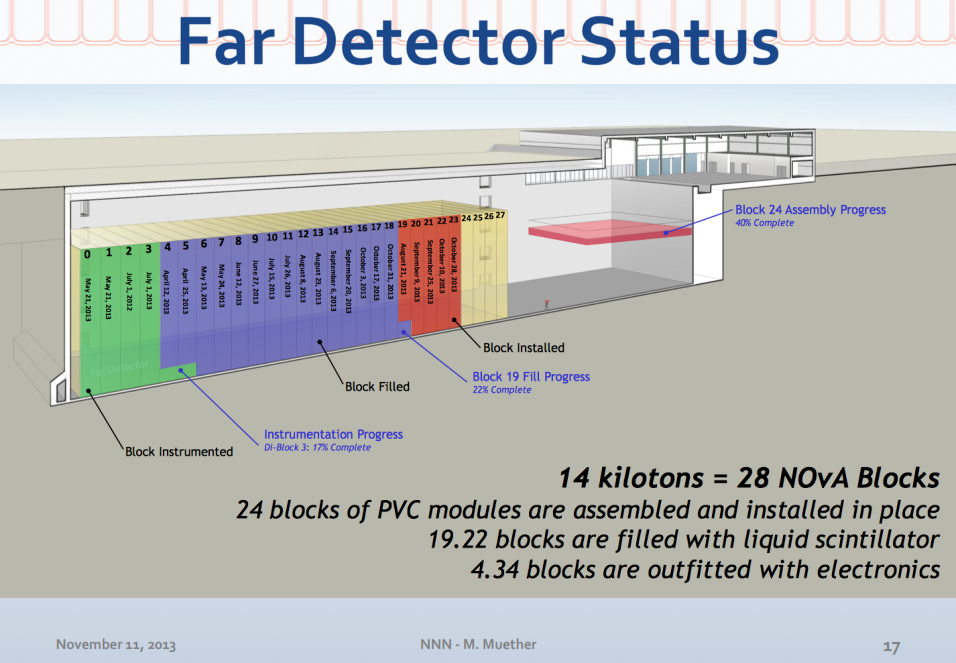 Far Detector Status
0 1 2 3 4 5 6 7 8 9 10 11 12 13 14 15 16 17 18 19 20 21 22 23 24 25 26 27
May 21, 2013
May 21, 2013
July 1, 2012
July 1, 2013
April 12, 2013
April 25, 2013
May 13, 2013
May 24, 2013
June 12, 2013
June 27, 2013
July 15, 2013
July 26, 2013
August 8, 2013
August 23, 2013
September 6, 2013
September 20, 2013
October 3, 2013
October 17, 2013
October 31, 2013
August 21, 2013
September 9, 2013
September 25, 2013
October 10, 2013
October 28, 2013
Far Detector
Block 24 Assembly Progress
40% Complete
Block Installed
Block 19 Fill Progress
22% Complete
Block Filled
Instrumentation Progress
Di-Block 3: 17% Complete
Block Instrumented
14 kilotons = 28 NOvA Blocks
24 blocks of PVC modules are assembled and installed in place
19.22 blocks are filled with liquid scintillator
4.34 blocks are outfitted with electronics
November 11, 2013
NNN - M. Muether
17